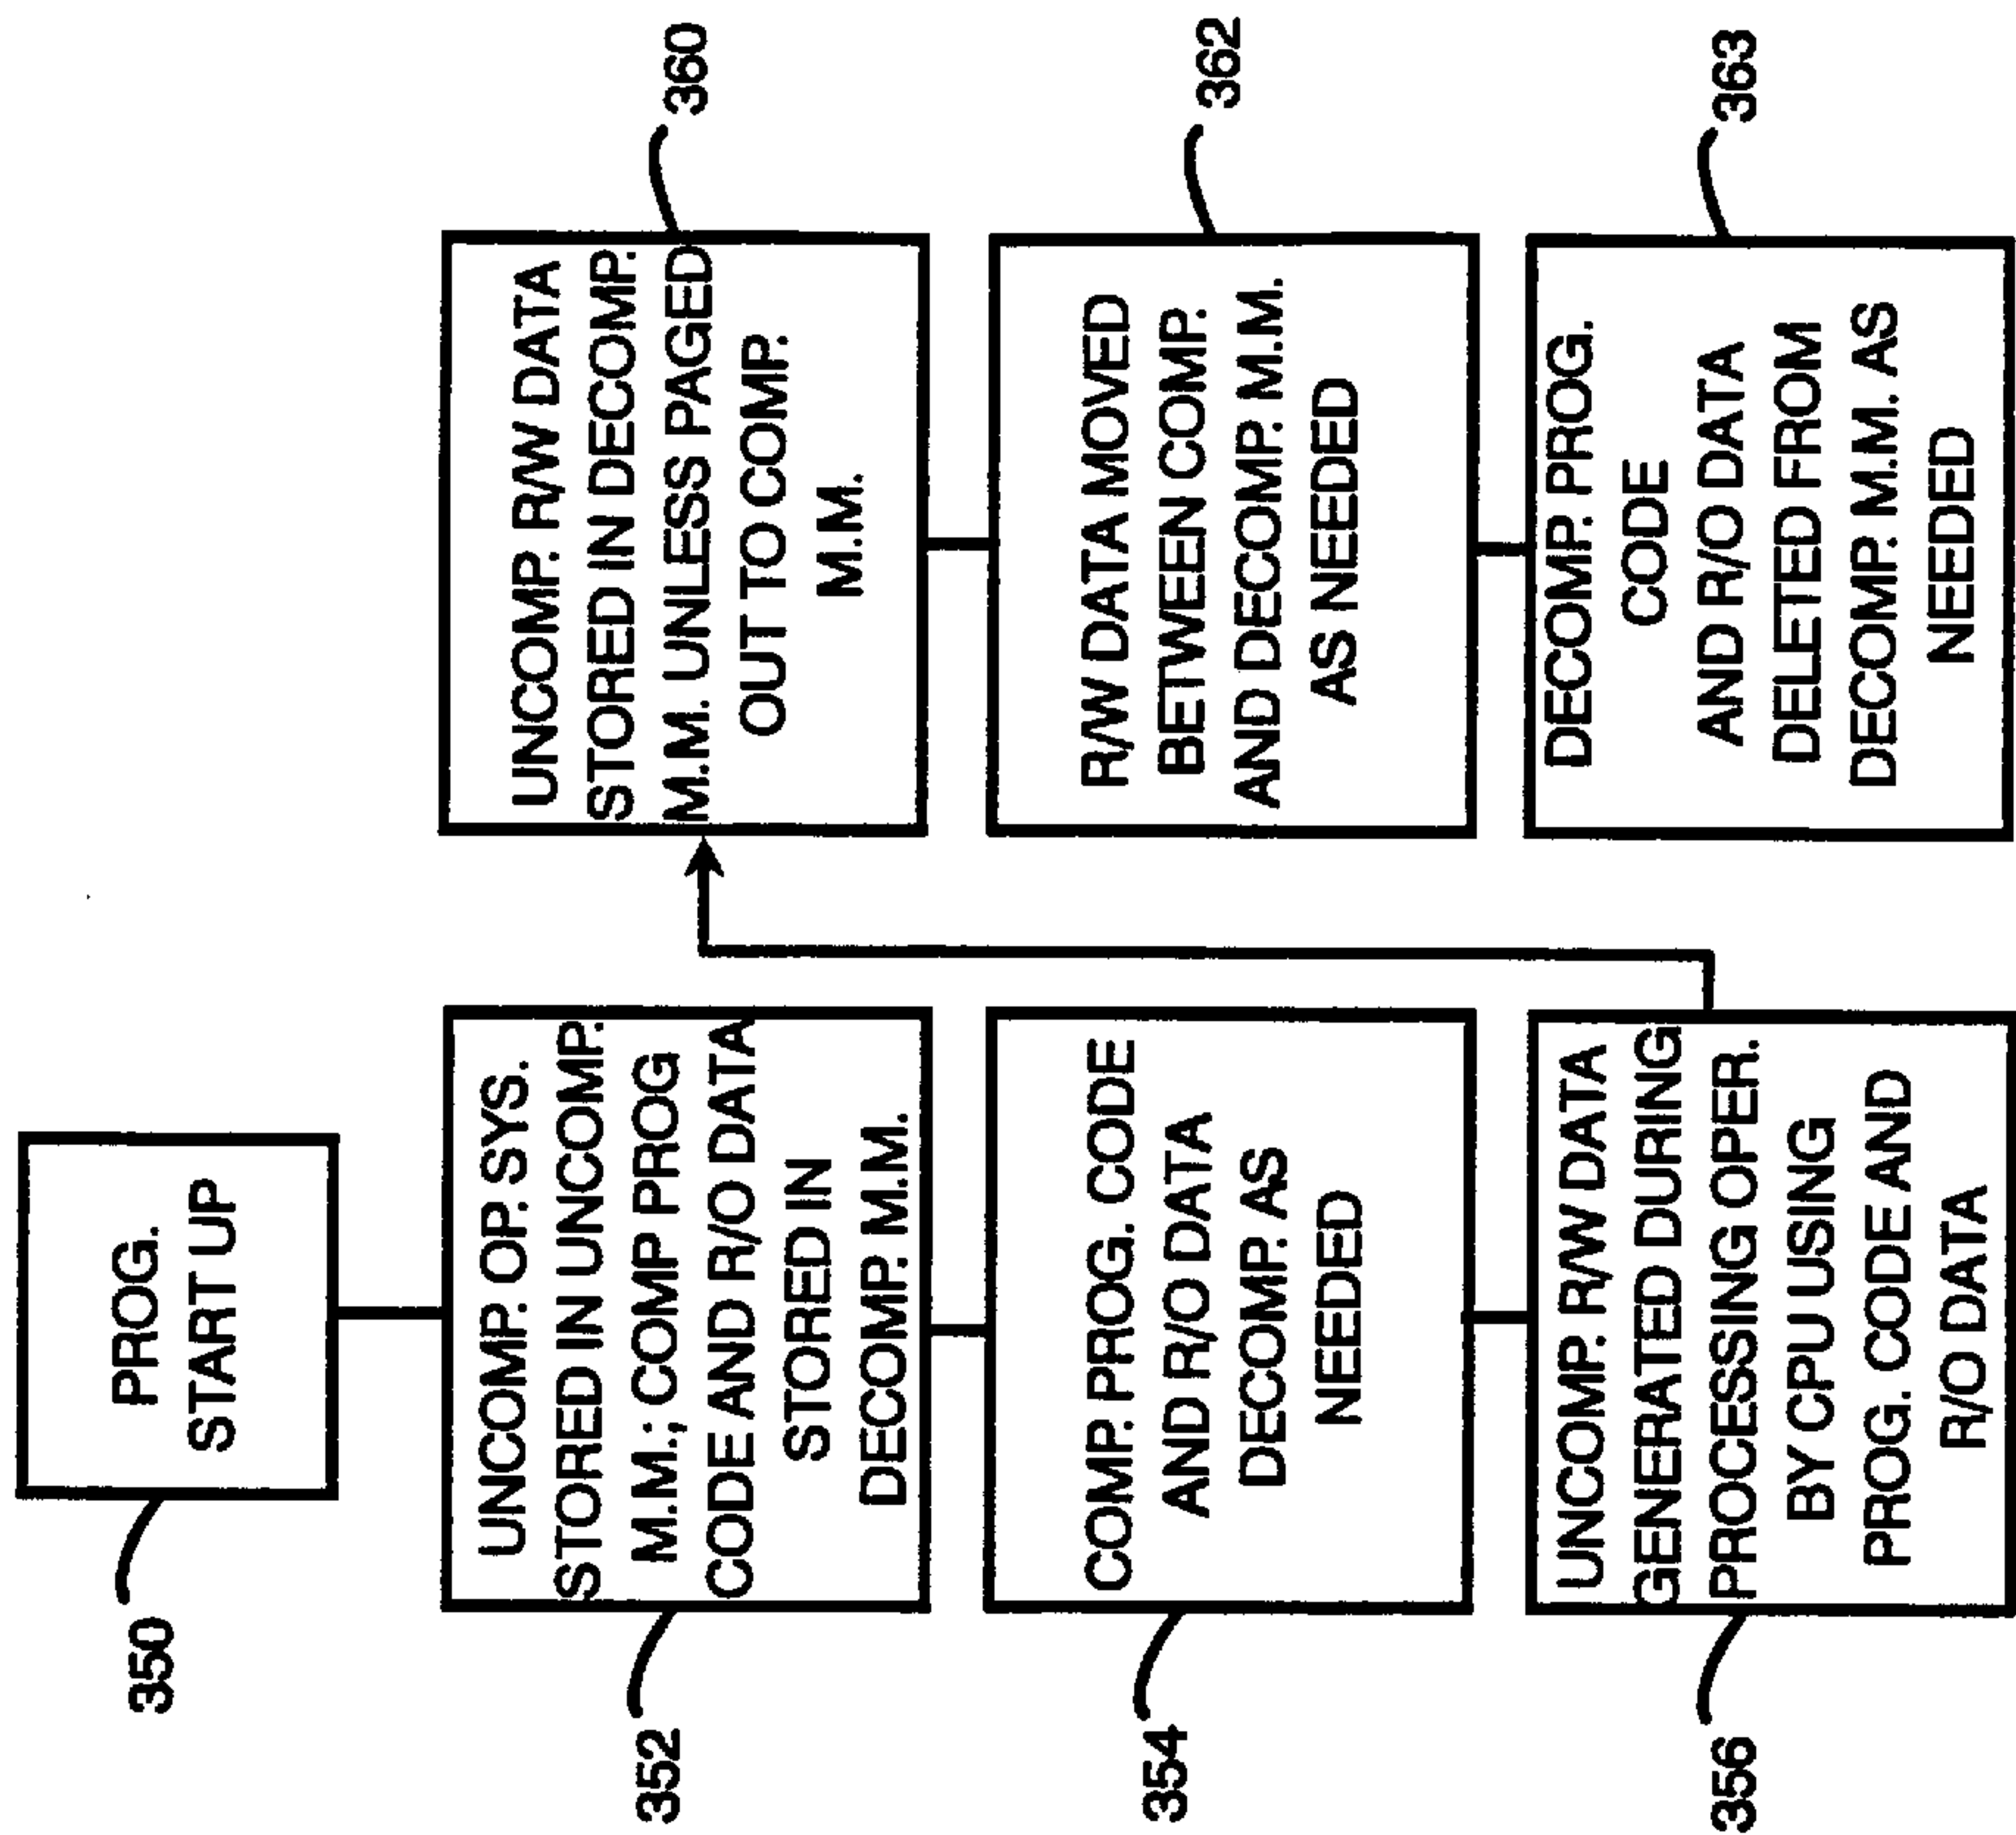 350
PROG.
START UP
352
UNCOMP. OP. SYS.
STORED IN UNCOMP.
M.M.; COMP PROG
CODE AND R/O DATA
STORED IN
DECOMP. M.M.
354
COMP. PROG. CODE
AND R/O DATA
DECOMP. AS
NEEDED
356
UNCOMP. R/W DATA
GENERATED DURING
PROCESSING OPER.
BY CPU USING
PROG. CODE AND
R/O DATA
360
UNCOMP. R/W DATA
STORED IN DECOMP.
M.M. UNLESS PAGED
OUT TO COMP.
M.M.
362
R/W DATA MOVED
BETWEEN COMP.
AND DECOMP. M.M.
AS NEEDED
363
DECOMP. PROG.
CODE
AND R/O DATA
DELETED FROM
DECOMP. M.M. AS
NEEDED